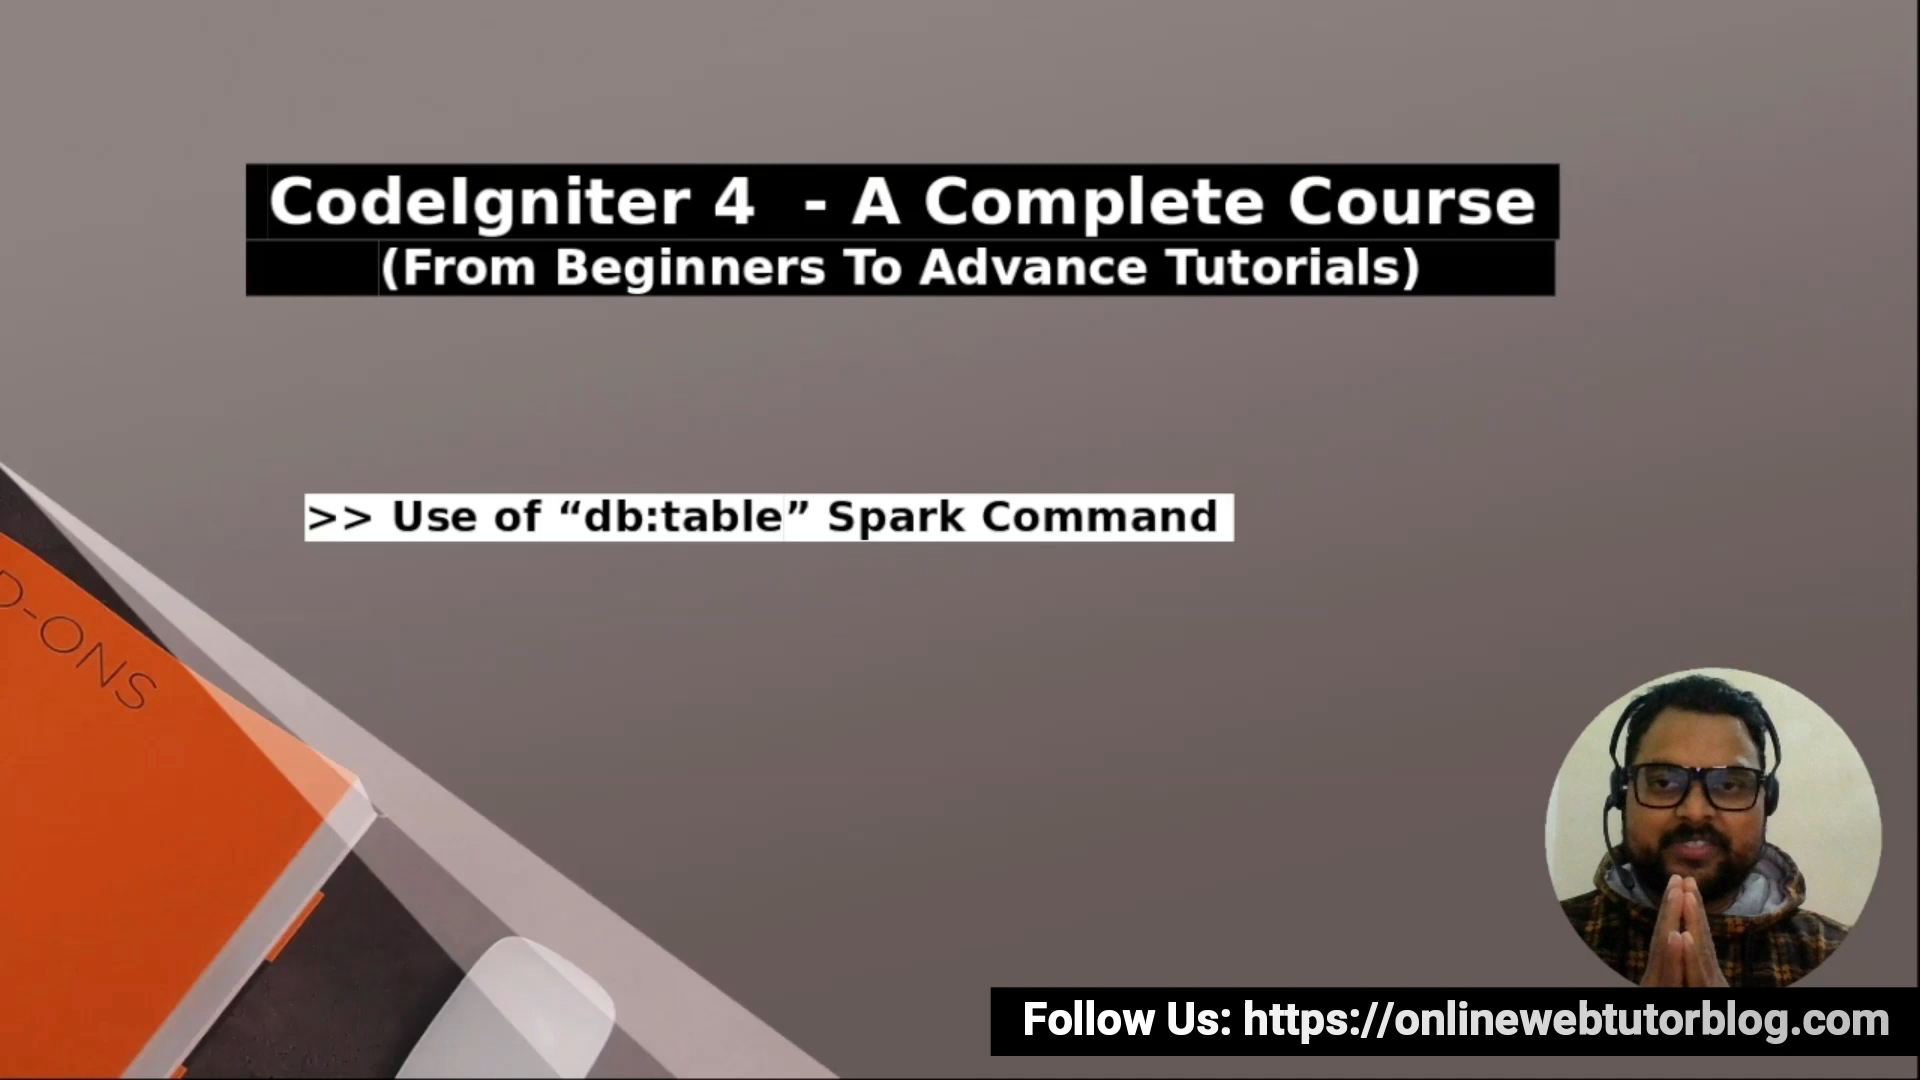 CodeIgniter 4 - A Complete Course
(From Beginners To Advance Tutorials)
>> Use of “db:table” Spark Command
D-ONS
Follow Us: https://onlinewebtutorblog.com